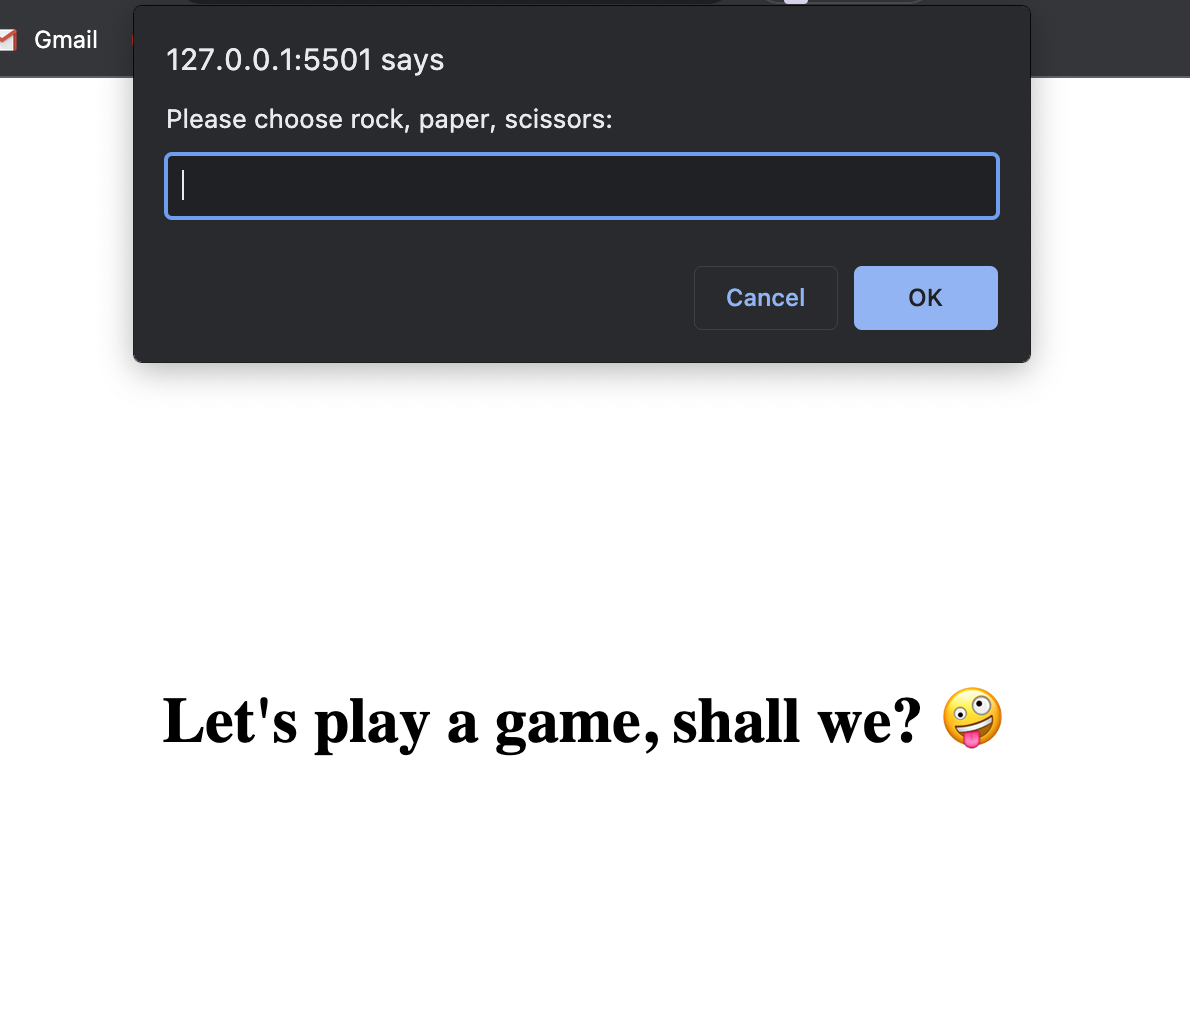 Gmail
127.0.0.1:5501 says
Please choose rock, paper, scissors:
Cancel
OK
Let's play a game, shall we? 🤪